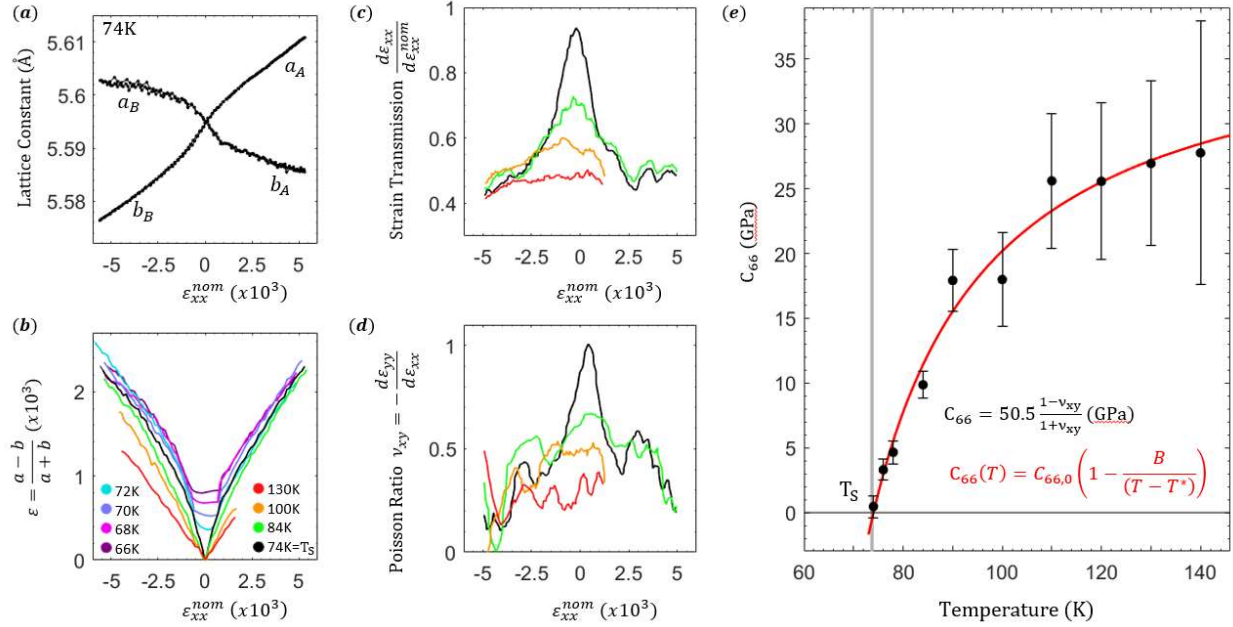 (a)
74K
Lattice Constant (Å)
5.61
5.6
5.59
5.58
a_A
a_B
b_A
b_B
-5 -2.5 0 2.5 5
ε_xx^nom (x10^3)
(b)
ε = (a − b)/(a + b) (x10^3)
2
1
0
72K
70K
68K
66K
130K
100K
84K
74K=T_S
-5 -2.5 0 2.5 5
ε_xx^nom (x10^3)
(c)
Strain Transmission dε_xx/dε_xx^nom
1
0.8
0.6
0.4
-5 -2.5 0 2.5 5
ε_xx^nom (x10^3)
(d)
Poisson Ratio ν_xy = − dε_yy/dε_xx
1
0.5
0
-5 -2.5 0 2.5 5
ε_xx^nom (x10^3)
(e)
C_66 (GPa)
35
30
25
20
15
10
5
0
T_S
C_66 = 50.5 (1−ν_xy)/(1+ν_xy) (GPa)
C_66(T) = C_66,0 (1 − B/(T − T*))
60 80 100 120 140
Temperature (K)